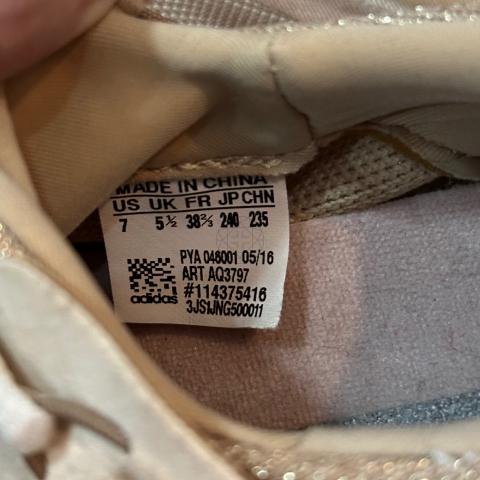 MADE IN CHINA
US UK FR JP CHN
7 5½ 38⅔ 240 235
PYA 046001 05/16
ART AQ3797
#114375416
adidas
3JS1JNG500011